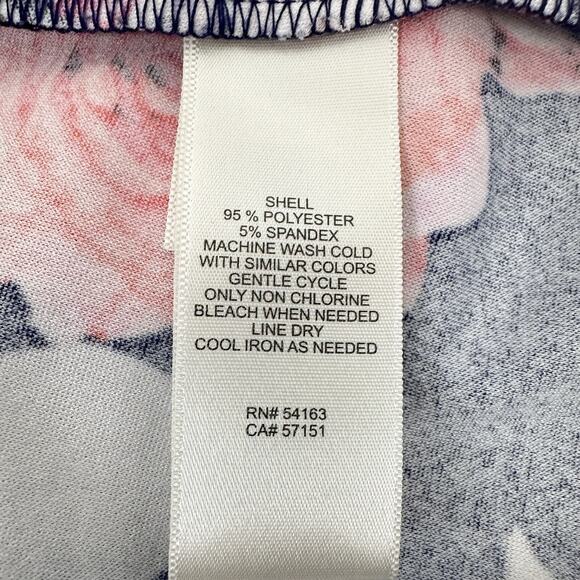 SHELL
95 % POLYESTER
5% SPANDEX
MACHINE WASH COLD
WITH SIMILAR COLORS
GENTLE CYCLE
ONLY NON CHLORINE
BLEACH WHEN NEEDED
LINE DRY
COOL IRON AS NEEDED
RN# 54163
CA# 57151